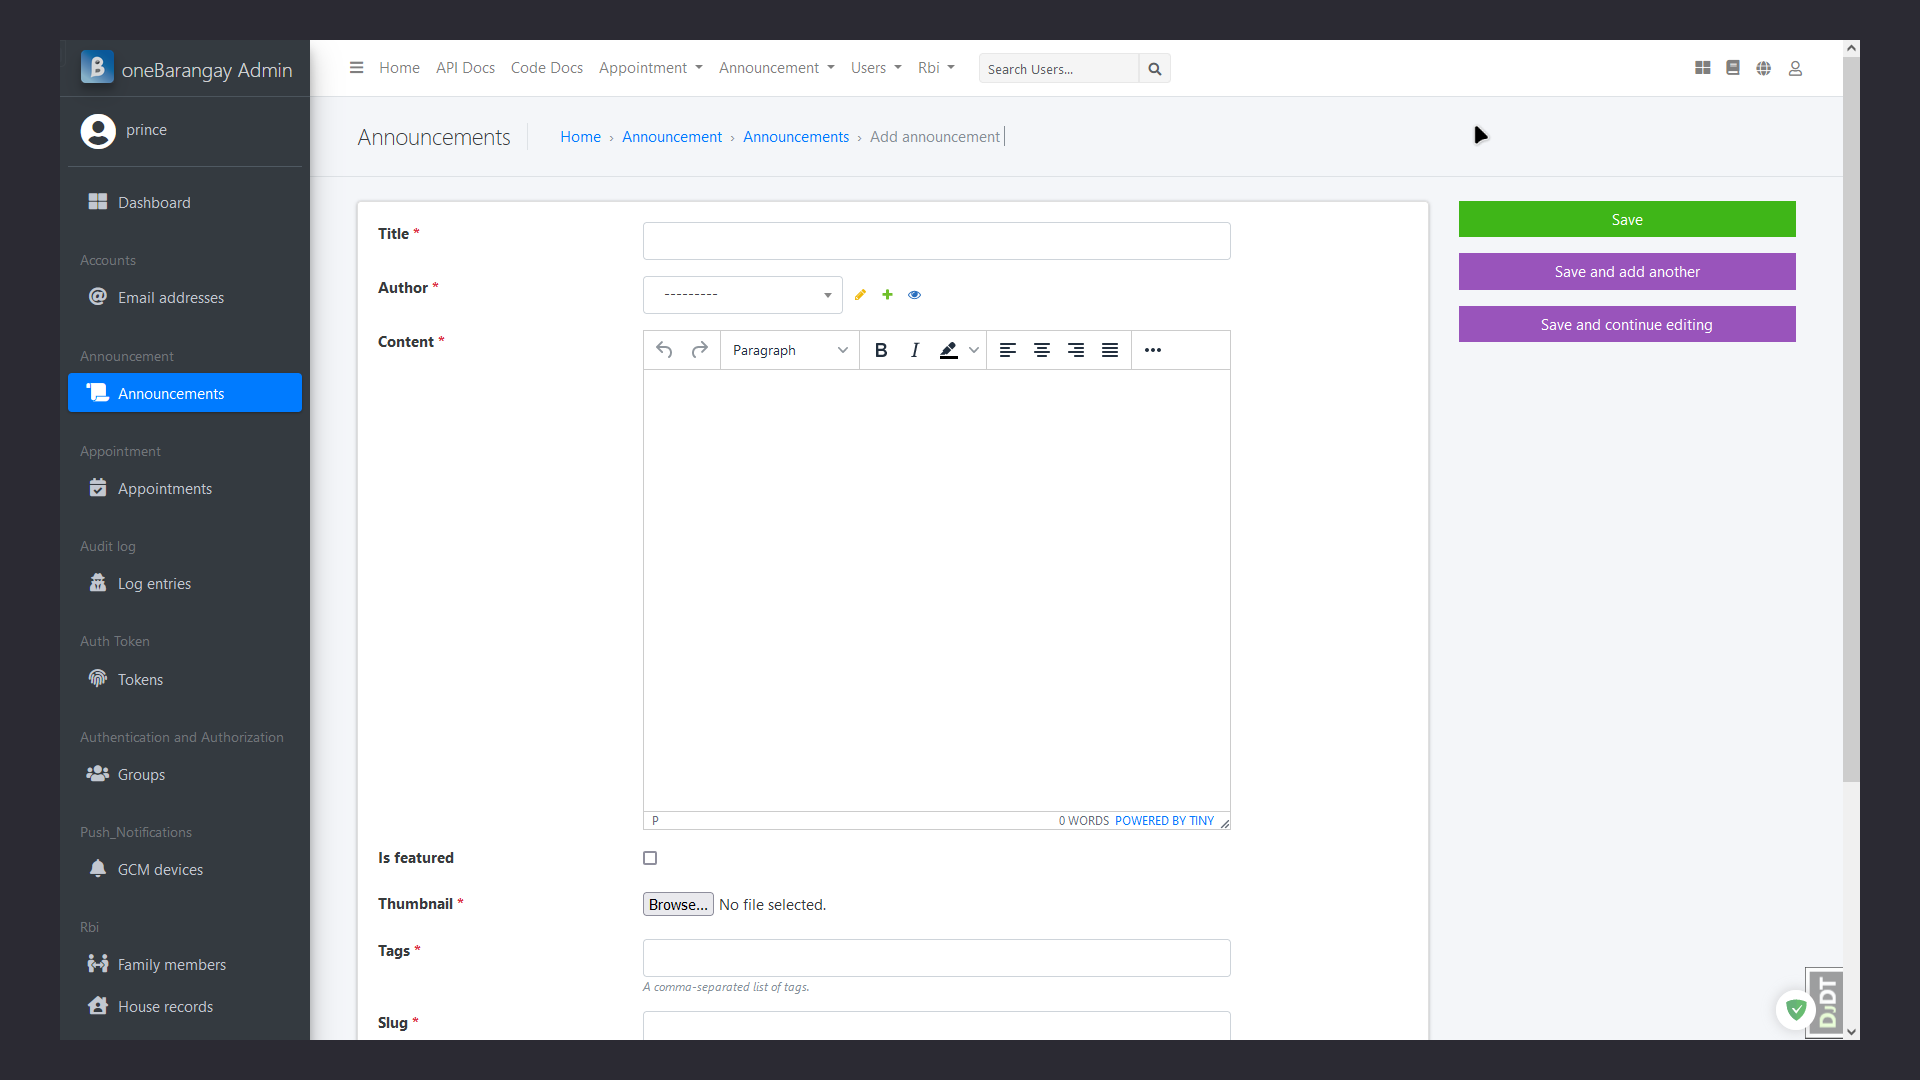 oneBarangay Admin
Home API Docs Code Docs Appointment Announcement Users Rbi Search Users...
prince
Announcements
Home › Announcement › Announcements › Add announcement
Dashboard
Accounts
Email addresses
Announcement
Announcements
Appointment
Appointments
Audit log
Log entries
Auth Token
Tokens
Authentication and Authorization
Groups
Push_Notifications
GCM devices
Rbi
Family members
House records
Title *
Author *
---------
Content *
Paragraph B I
P 0 WORDS POWERED BY TINY
Is featured
Thumbnail *
Browse... No file selected.
Tags *
A comma-separated list of tags.
Slug *
Save
Save and add another
Save and continue editing
DJDT